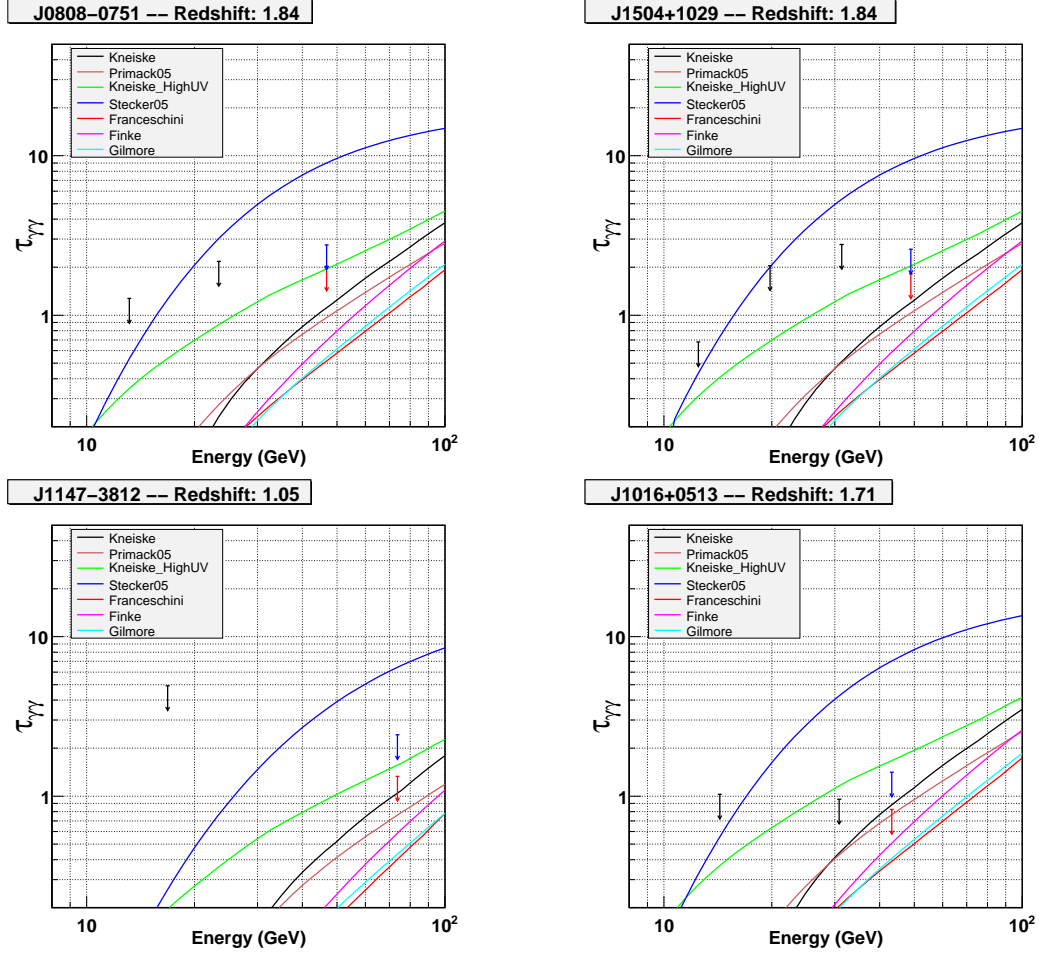 J0808−0751 −− Redshift: 1.84
Kneiske
Primack05
Kneiske_HighUV
Stecker05
Franceschini
Finke
Gilmore
10
1
τγγ
10
10²
Energy (GeV)
J1504+1029 −− Redshift: 1.84
Kneiske
Primack05
Kneiske_HighUV
Stecker05
Franceschini
Finke
Gilmore
10
1
τγγ
10
10²
Energy (GeV)
J1147−3812 −− Redshift: 1.05
Kneiske
Primack05
Kneiske_HighUV
Stecker05
Franceschini
Finke
Gilmore
10
1
τγγ
10
10²
Energy (GeV)
J1016+0513 −− Redshift: 1.71
Kneiske
Primack05
Kneiske_HighUV
Stecker05
Franceschini
Finke
Gilmore
10
1
τγγ
10
10²
Energy (GeV)